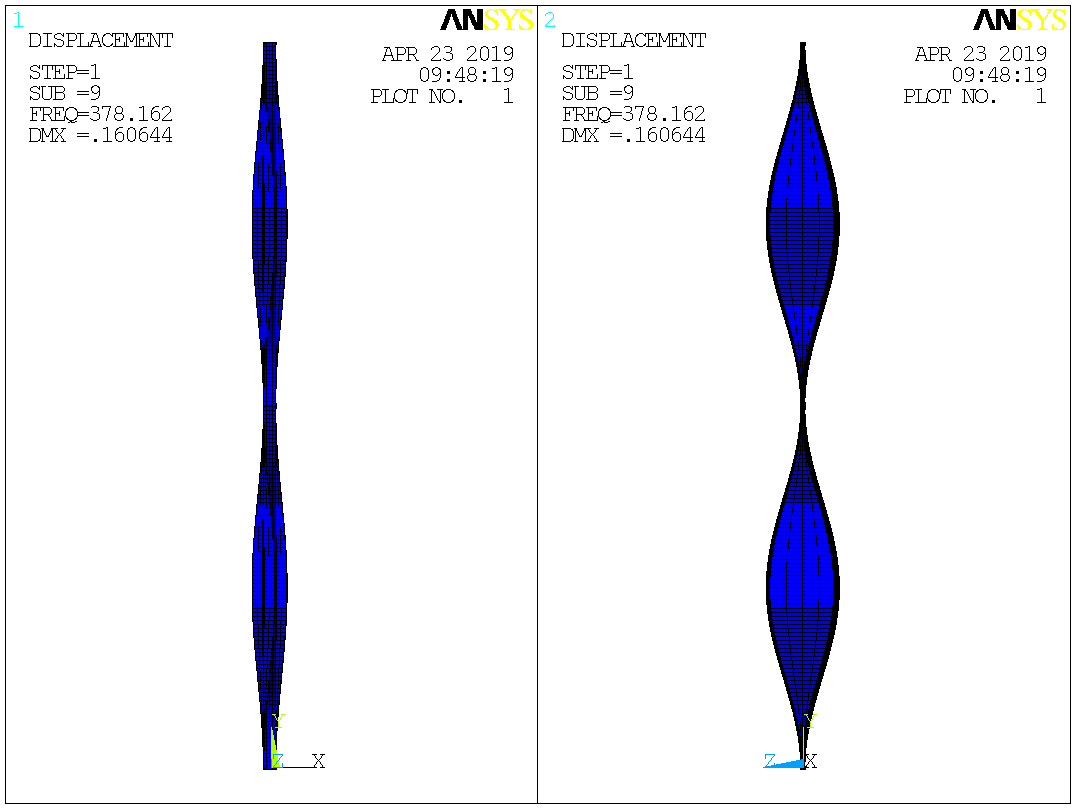 1
ANSYS
DISPLACEMENT
STEP=1
SUB =9
FREQ=378.162
DMX =.160644
APR 23 2019
09:48:19
PLOT NO. 1
Y
Z X
2
ANSYS
DISPLACEMENT
STEP=1
SUB =9
FREQ=378.162
DMX =.160644
APR 23 2019
09:48:19
PLOT NO. 1
Y
Z X